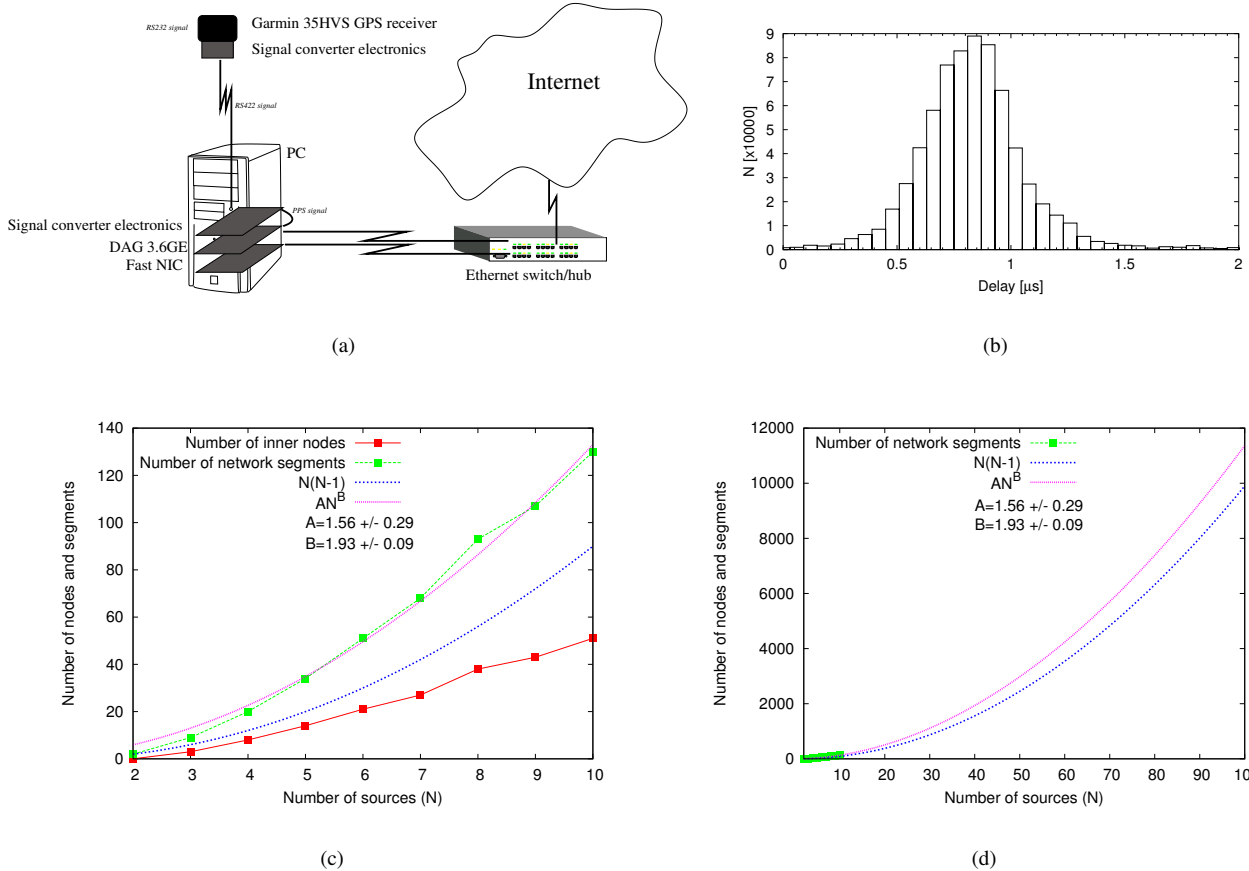 RS232 signal
Garmin 35HVS GPS receiver
Signal converter electronics
RS422 signal
Internet
PC
PPS signal
Signal converter electronics
DAG 3.6GE
Fast NIC
Ethernet switch/hub
(a)
N [x10000]
9
8
7
6
5
4
3
2
1
0
0 0.5 1 1.5 2
Delay [μs]
(b)
Number of nodes and segments
140
120
100
80
60
40
20
0
Number of inner nodes
Number of network segments
N(N-1)
AN^B
A=1.56 +/- 0.29
B=1.93 +/- 0.09
2 3 4 5 6 7 8 9 10
Number of sources (N)
(c)
Number of nodes and segments
12000
10000
8000
6000
4000
2000
0
Number of network segments
N(N-1)
AN^B
A=1.56 +/- 0.29
B=1.93 +/- 0.09
10 20 30 40 50 60 70 80 90 10
Number of sources (N)
(d)